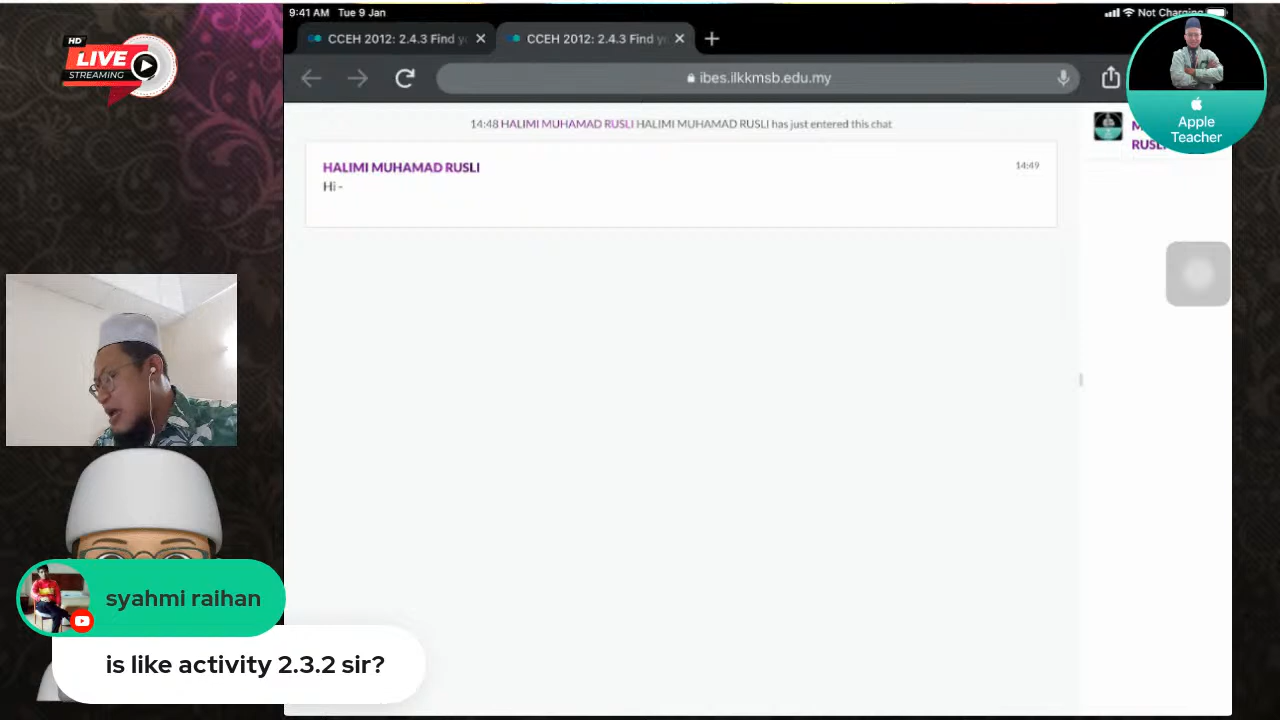 9:41 AM Tue 9 Jan
Not Charging
HD
LIVE
STREAMING
CCEH 2012: 2.4.3 Find
CCEH 2012: 2.4.3 Find
ibes.ilkkmsb.edu.my
Apple
Teacher
14:48 HALIMI MUHAMAD RUSLI HALIMI MUHAMAD RUSLI has just entered this chat
RUSLI
HALIMI MUHAMAD RUSLI
14:49
Hi -
syahmi raihan
is like activity 2.3.2 sir?